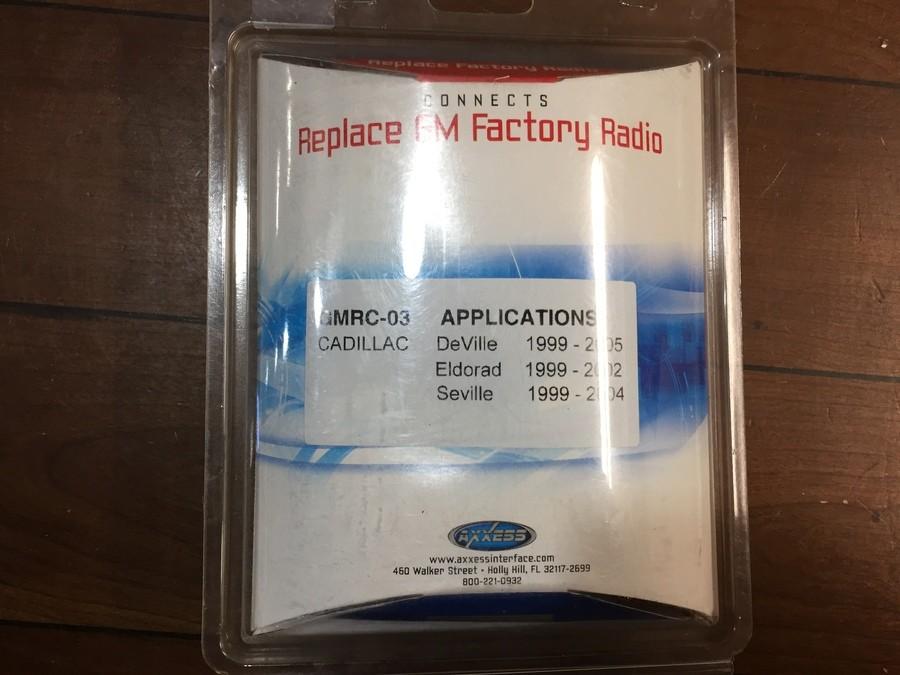 Replace Factory Radio
CONNECTS
Replace GM Factory Radio
GMRC-03 APPLICATIONS
CADILLAC DeVille 1999 - 2005
Eldorad 1999 - 2002
Seville 1999 - 2004
AXXESS
www.axxessinterface.com
460 Walker Street • Holly Hill, FL 32117-2699
800-221-0932